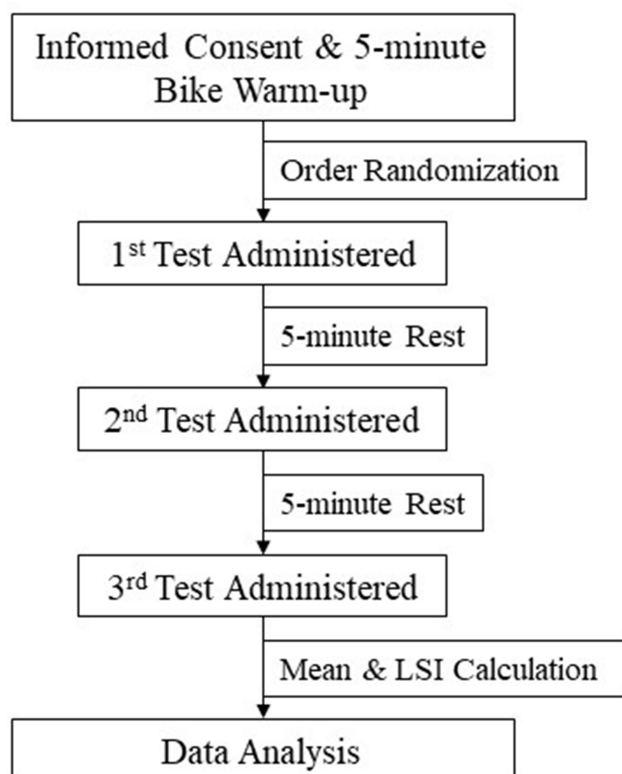 Informed Consent & 5-minute
Bike Warm-up
Order Randomization
1st Test Administered
5-minute Rest
2nd Test Administered
5-minute Rest
3rd Test Administered
Mean & LSI Calculation
Data Analysis